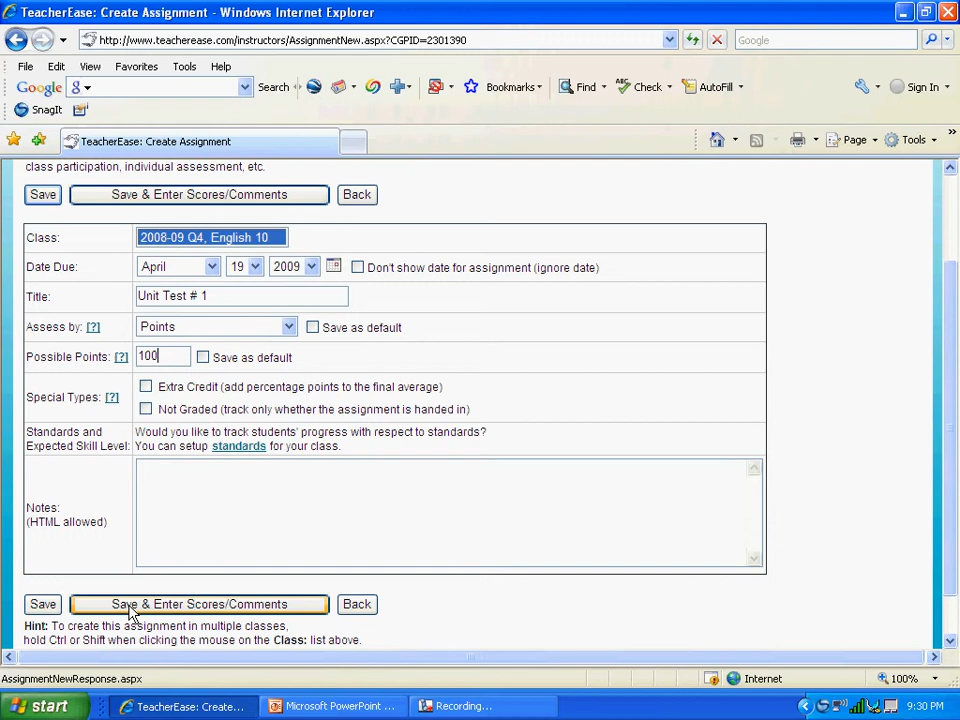 TeacherEase: Create Assignment - Windows Internet Explorer
http://www.teacherease.com/instructors/AssignmentNew.aspx?CGPID=2301390
Google
File Edit View Favorites Tools Help
Google g Search Bookmarks Find Check AutoFill Sign In
SnagIt
TeacherEase: Create Assignment Page Tools
class participation, individual assessment, etc.
Save Save & Enter Scores/Comments Back
Class: 2008-09 Q4, English 10
Date Due: April 19 2009 Don't show date for assignment (ignore date)
Title: Unit Test # 1
Assess by: [?] Points Save as default
Possible Points: [?] 100 Save as default
Special Types: [?] Extra Credit (add percentage points to the final average)
Not Graded (track only whether the assignment is handed in)
Standards and Expected Skill Level: Would you like to track students' progress with respect to standards?
You can setup standards for your class.
Notes:
(HTML allowed)
Save Save & Enter Scores/Comments Back
Hint: To create this assignment in multiple classes,
hold Ctrl or Shift when clicking the mouse on the Class: list above.
AssignmentNewResponse.aspx Internet 100%
start TeacherEase: Create... Microsoft PowerPoint ... Recording... 9:30 PM